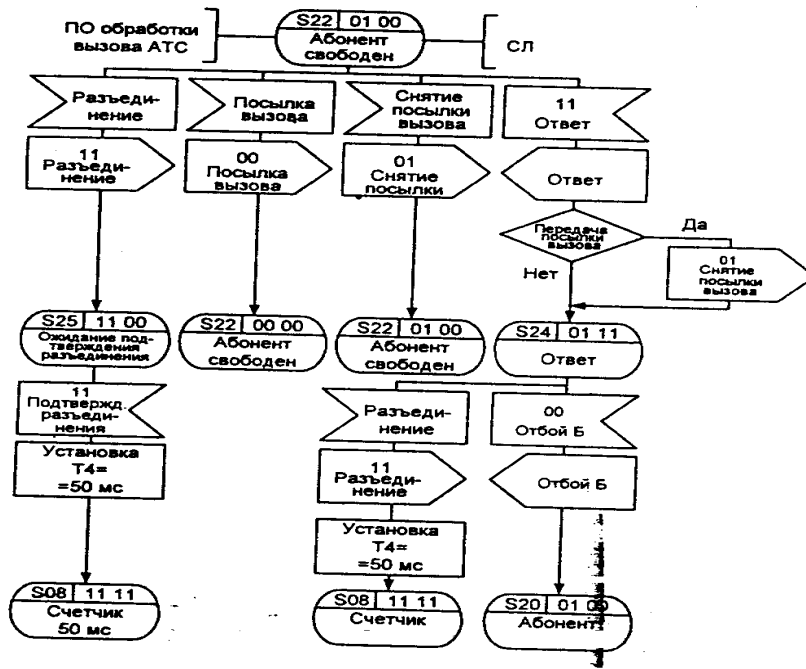 ПО обработки
вызова АТС
S22 01 00
Абонент
свободен
СЛ
Разъеди-
нение
Посылка
вызова
Снятие
посылки
вызова
11
Ответ
11
Разъеди-
нение
00
Посылка
вызова
01
Снятие
посылки
Ответ
Передача
посылки
вызова
Да
Нет
01
Снятие
посылки
вызова
S25 11 00
Ожидание под-
тверждения
разъединения
S22 00 00
Абонент
свободен
S22 01 00
Абонент
свободен
S24 01 11
Ответ
11
Подтвержд.
разъеди-
нения
Разъеди-
нение
00
Отбой Б
Установка
Т4=
=50 мс
11
Разъеди-
нение
Отбой Б
Установка
Т4=
=50 мс
S08 11 11
Счетчик
50 мс
S08 11 11
Счетчик
S20 01 00
Абонент